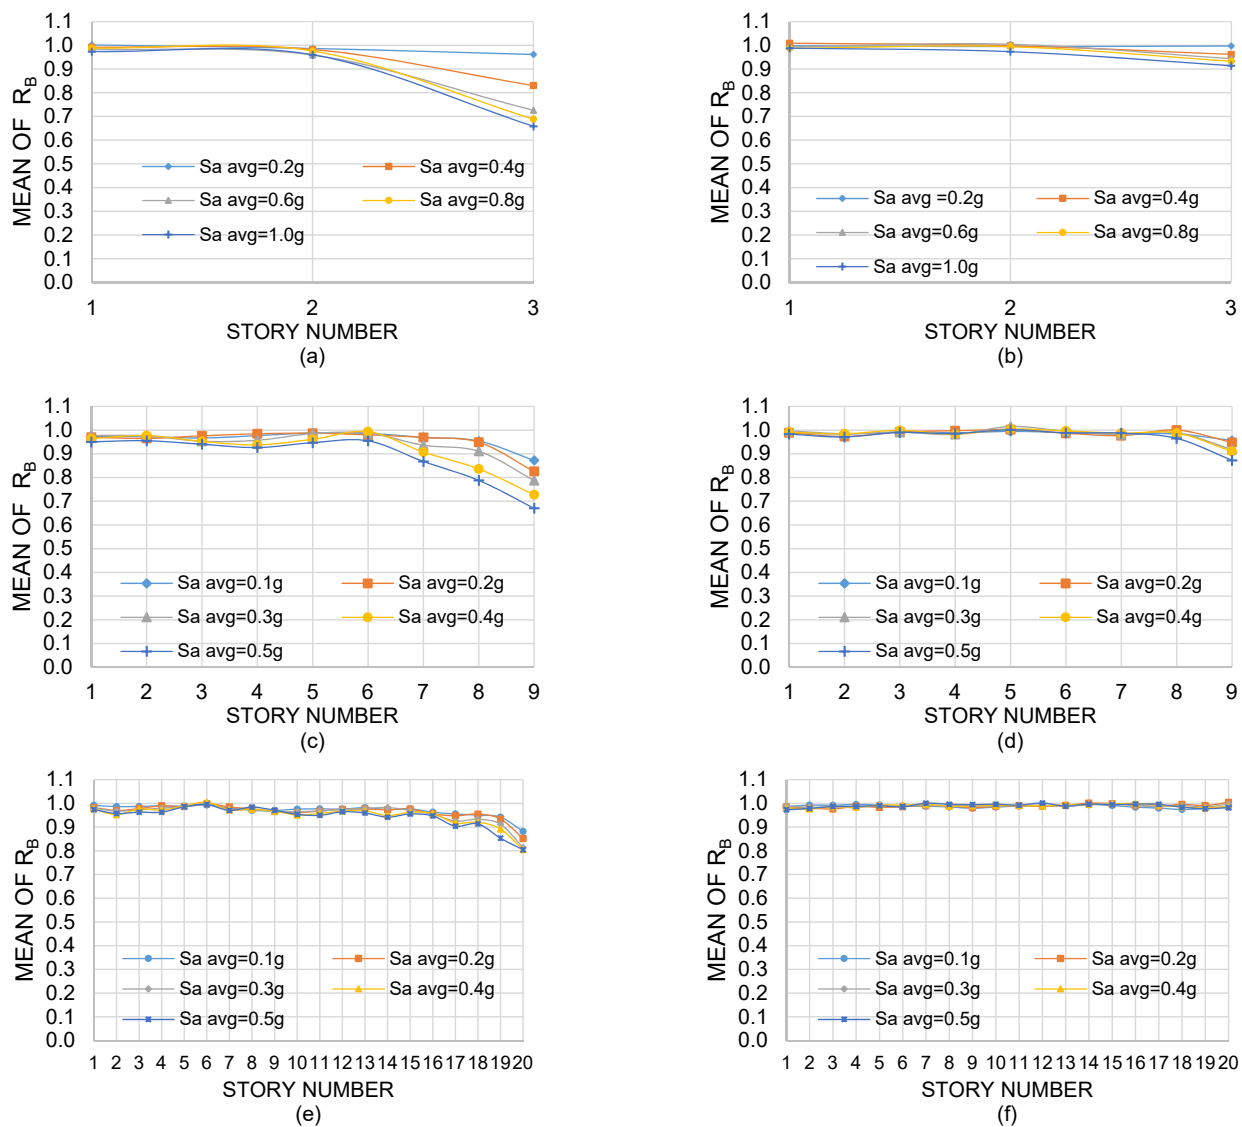 MEAN OF R_B
1.1
1.0
0.9
0.8
0.7
0.6
0.5
0.4
0.3
0.2
0.1
0.0
Sa avg=0.2g Sa avg=0.4g
Sa avg=0.6g Sa avg=0.8g
Sa avg=1.0g
1 2 3
STORY NUMBER
(a)
MEAN OF R_B
1.1
1.0
0.9
0.8
0.7
0.6
0.5
0.4
0.3
0.2
0.1
0.0
Sa avg =0.2g Sa avg=0.4g
Sa avg=0.6g Sa avg=0.8g
Sa avg=1.0g
1 2 3
STORY NUMBER
(b)
MEAN OF R_B
1.1
1.0
0.9
0.8
0.7
0.6
0.5
0.4
0.3
0.2
0.1
0.0
Sa avg=0.1g Sa avg=0.2g
Sa avg=0.3g Sa avg=0.4g
Sa avg=0.5g
1 2 3 4 5 6 7 8 9
STORY NUMBER
(c)
MEAN OF R_B
1.1
1.0
0.9
0.8
0.7
0.6
0.5
0.4
0.3
0.2
0.1
0.0
Sa avg=0.1g Sa avg=0.2g
Sa avg=0.3g Sa avg=0.4g
Sa avg=0.5g
1 2 3 4 5 6 7 8 9
STORY NUMBER
(d)
MEAN OF R_B
1.1
1.0
0.9
0.8
0.7
0.6
0.5
0.4
0.3
0.2
0.1
0.0
Sa avg=0.1g Sa avg=0.2g
Sa avg=0.3g Sa avg=0.4g
Sa avg=0.5g
1 2 3 4 5 6 7 8 9 10 11 12 13 14 15 16 17 18 19 20
STORY NUMBER
(e)
MEAN OF R_B
1.1
1.0
0.9
0.8
0.7
0.6
0.5
0.4
0.3
0.2
0.1
0.0
Sa avg=0.1g Sa avg=0.2g
Sa avg=0.3g Sa avg=0.4g
Sa avg=0.5g
1 2 3 4 5 6 7 8 9 10 11 12 13 14 15 16 17 18 19 20
STORY NUMBER
(f)